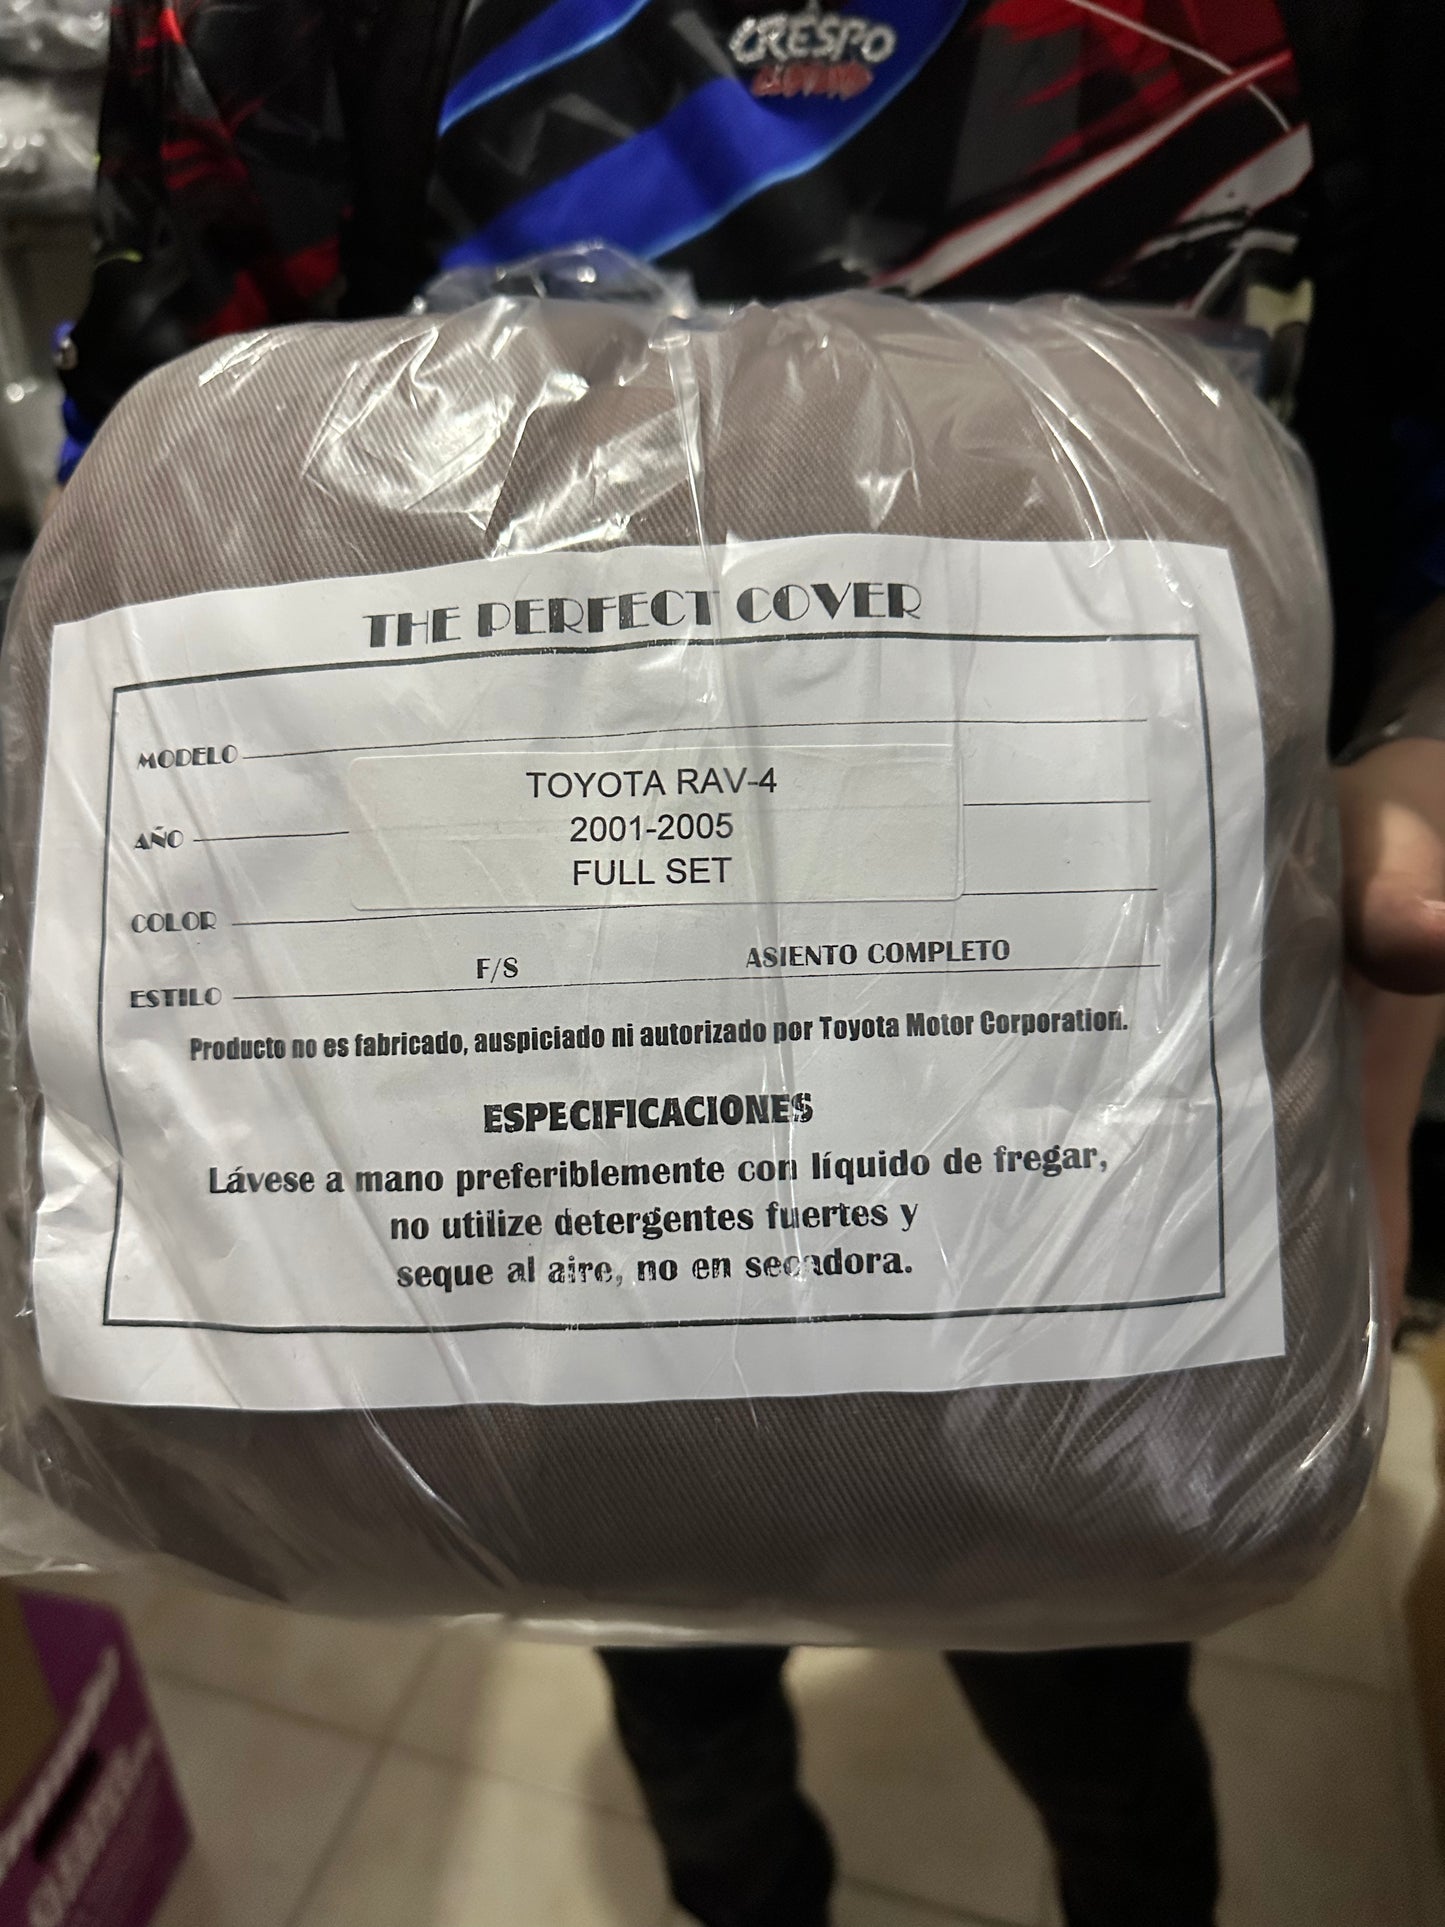 CRESPO
THE PERFECT COVER
MODELO
TOYOTA RAV-4
AÑO
2001-2005
FULL SET
COLOR
ESTILO F/S ASIENTO COMPLETO
Producto no es fabricado, auspiciado ni autorizado por Toyota Motor Corporation.
ESPECIFICACIONES
Lávese a mano preferiblemente con líquido de fregar,
no utilize detergentes fuertes y
seque al aire, no en secadora.